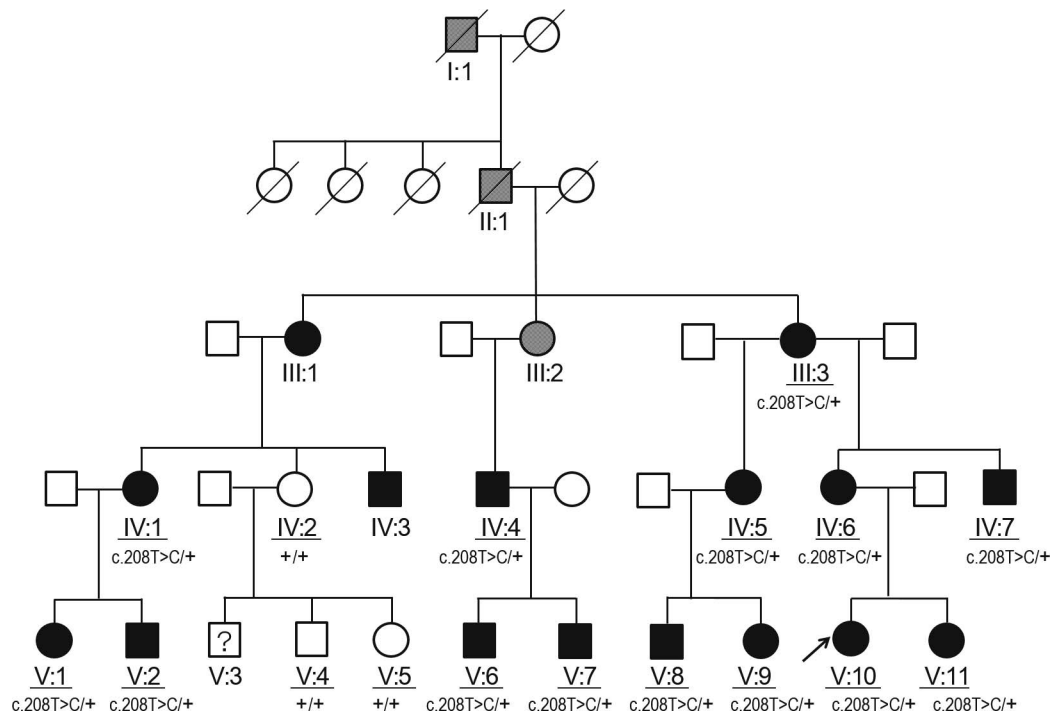 I:1
II:1
III:1
III:2
III:3
c.208T>C/+
IV:1
IV:2
IV:3
IV:4
IV:5
IV:6
IV:7
c.208T>C/+
+/+
c.208T>C/+
c.208T>C/+
c.208T>C/+
c.208T>C/+
?
V:1
V:2
V:3
V:4
V:5
V:6
V:7
V:8
V:9
V:10
V:11
c.208T>C/+
c.208T>C/+
+/+
+/+
c.208T>C/+
c.208T>C/+
c.208T>C/+
c.208T>C/+
c.208T>C/+
c.208T>C/+